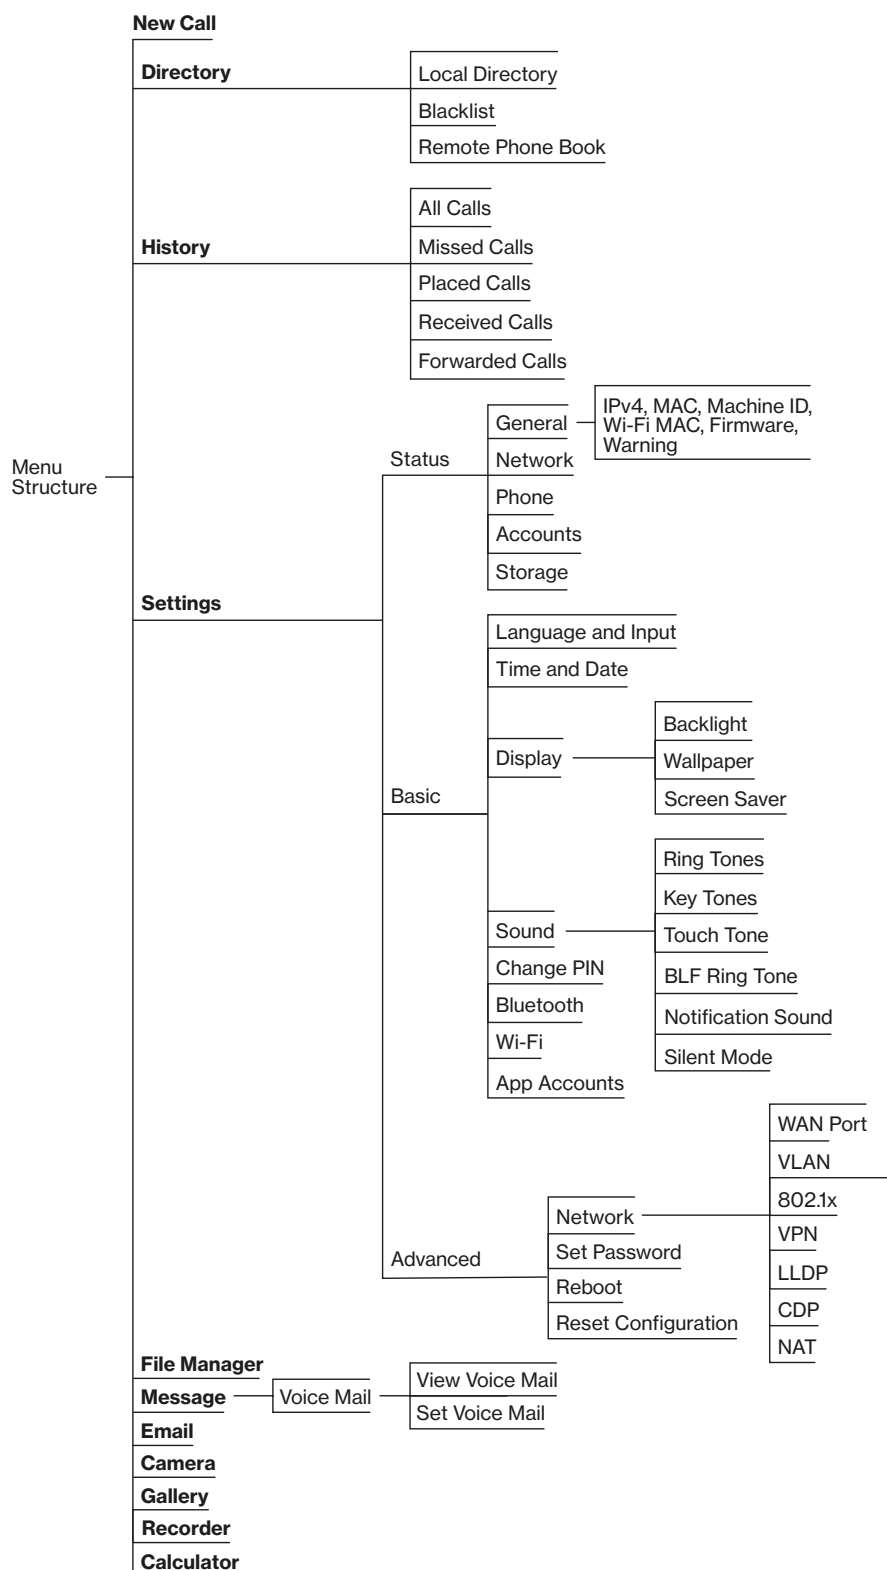 New Call
Directory
Local Directory
Blacklist
Remote Phone Book
All Calls
History
Missed Calls
Placed Calls
Received Calls
Forwarded Calls
Menu
Structure
Status
General
IPv4, MAC, Machine ID,
Wi-Fi MAC, Firmware,
Warning
Network
Phone
Accounts
Storage
Settings
Language and Input
Time and Date
Display
Backlight
Wallpaper
Screen Saver
Basic
Sound
Ring Tones
Key Tones
Touch Tone
BLF Ring Tone
Notification Sound
Silent Mode
Change PIN
Bluetooth
Wi-Fi
App Accounts
Advanced
Network
WAN Port
VLAN
802.1x
VPN
LLDP
CDP
NAT
Set Password
Reboot
Reset Configuration
File Manager
Message
Voice Mail
View Voice Mail
Set Voice Mail
Email
Camera
Gallery
Recorder
Calculator